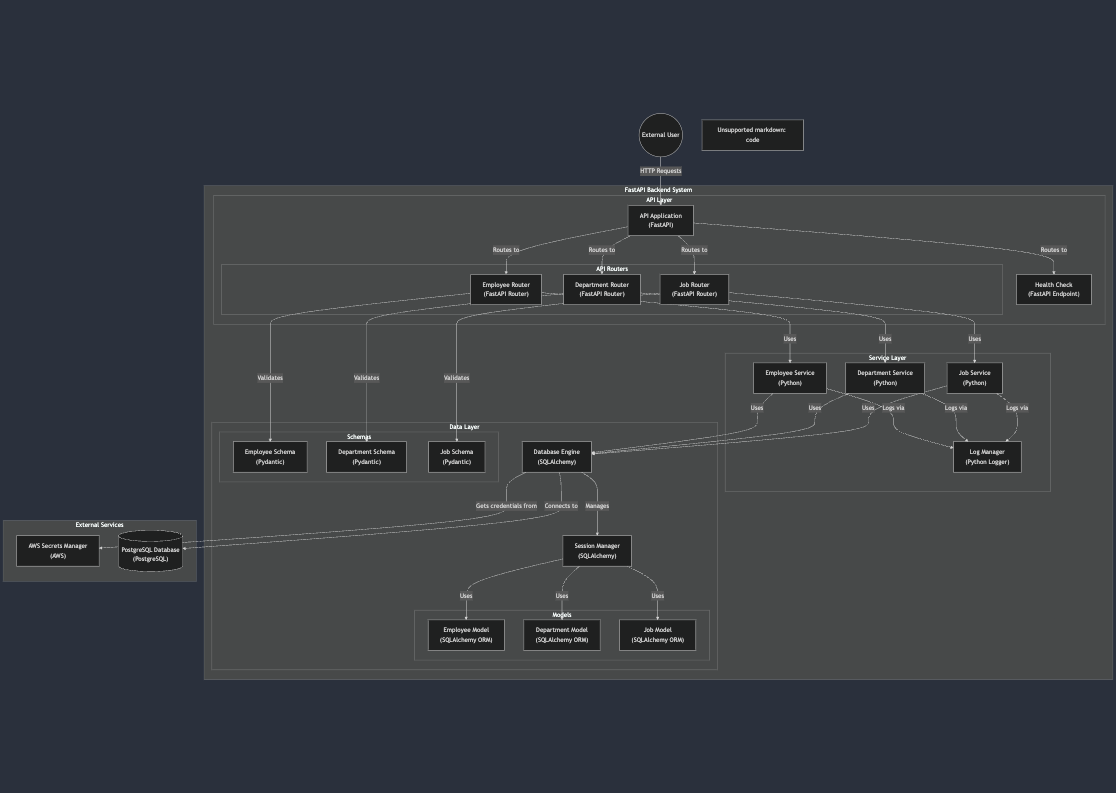 External User
Unsupported markdown:
code
HTTP Requests
FastAPI Backend System
API Layer
API Application
(FastAPI)
Routes to
Routes to
Routes to
Routes to
API Routers
Employee Router
(FastAPI Router)
Department Router
(FastAPI Router)
Job Router
(FastAPI Router)
Health Check
(FastAPI Endpoint)
Uses
Uses
Uses
Service Layer
Employee Service
(Python)
Department Service
(Python)
Job Service
(Python)
Validates
Validates
Validates
Uses
Uses
Uses
Logs via
Logs via
Logs via
Data Layer
Schemas
Employee Schema
(Pydantic)
Department Schema
(Pydantic)
Job Schema
(Pydantic)
Database Engine
(SQLAlchemy)
Log Manager
(Python Logger)
Gets credentials from
Connects to
Manages
External Services
AWS Secrets Manager
(AWS)
PostgreSQL Database
(PostgreSQL)
Session Manager
(SQLAlchemy)
Uses
Uses
Uses
Models
Employee Model
(SQLAlchemy ORM)
Department Model
(SQLAlchemy ORM)
Job Model
(SQLAlchemy ORM)